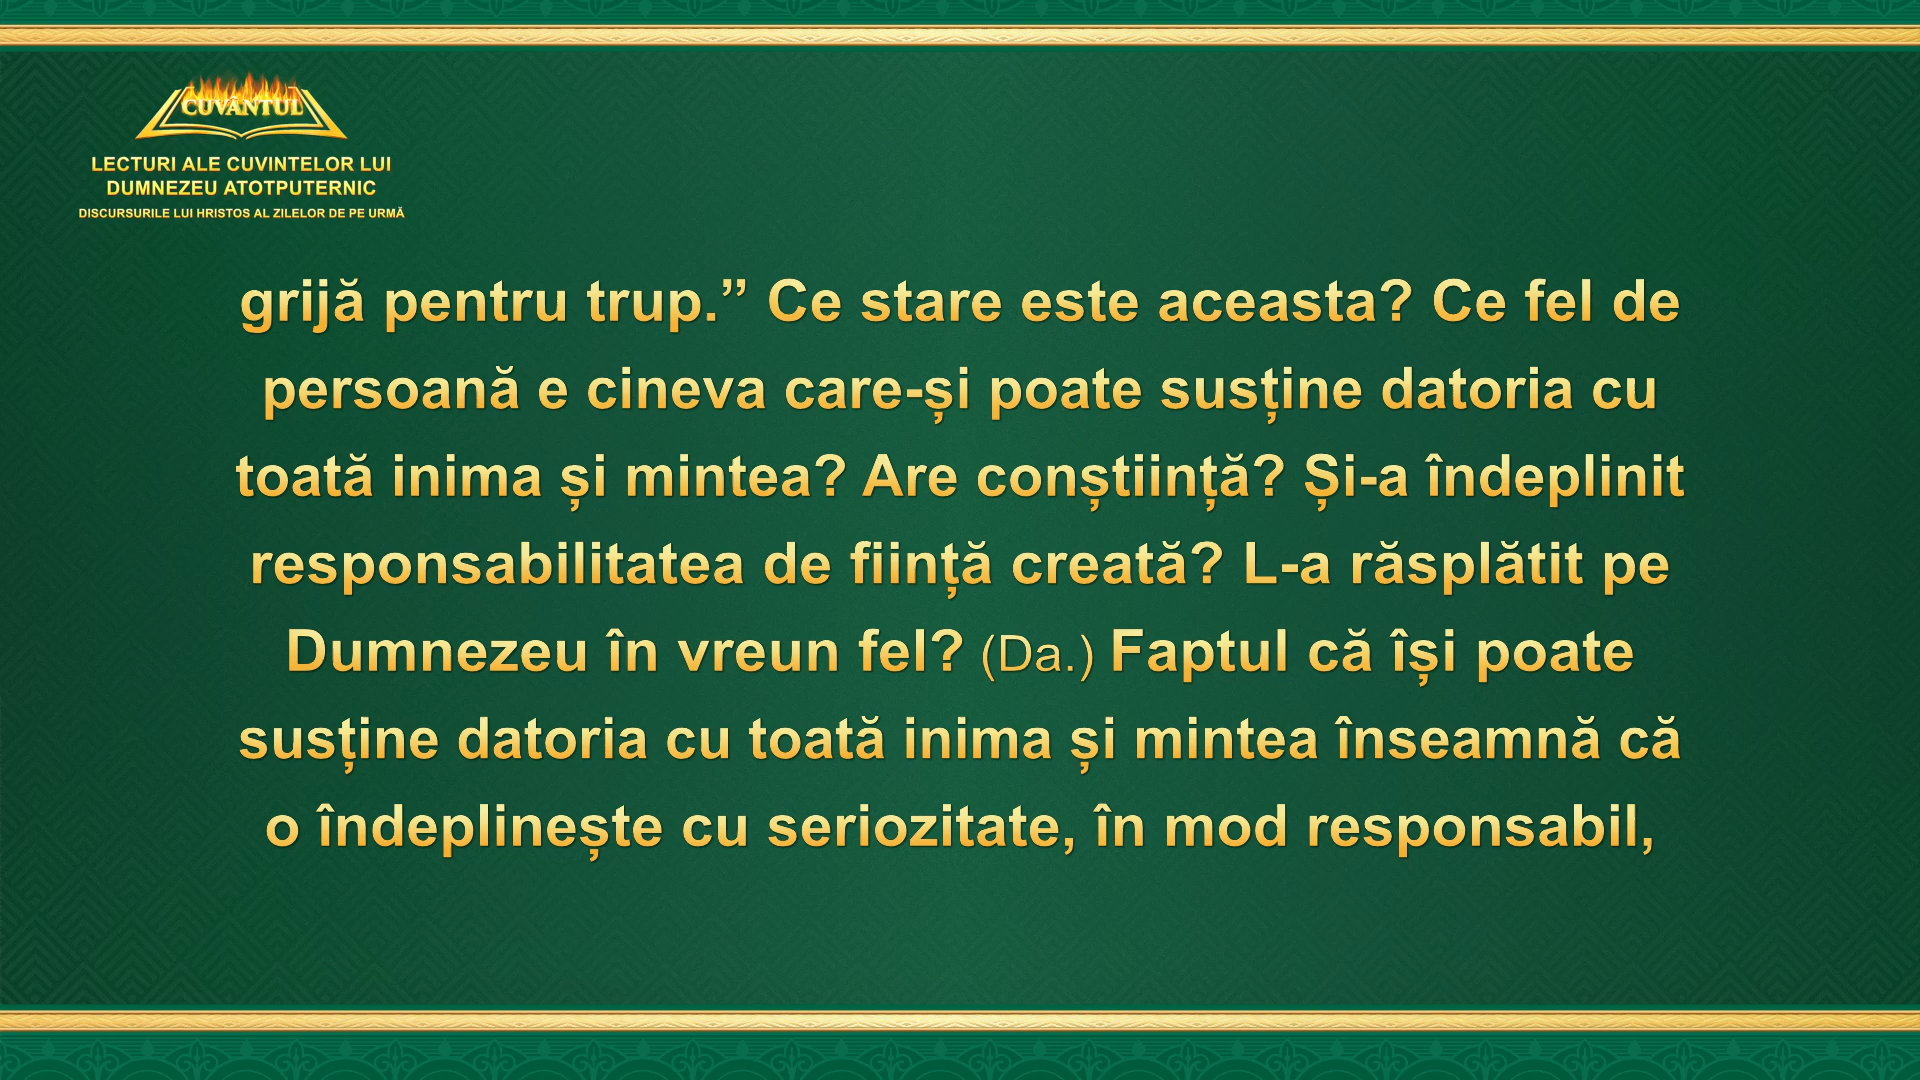 CUVÂNTUL
LECTURI ALE CUVINTELOR LUI
DUMNEZEU ATOTPUTERNIC
DISCURSURILE LUI HRISTOS AL ZILELOR DE PE URMĂ
grijă pentru trup.” Ce stare este aceasta? Ce fel de
persoană e cineva care-și poate susține datoria cu
toată inima și mintea? Are conștiință? Și-a îndeplinit
responsabilitatea de ființă creată? L-a răsplătit pe
Dumnezeu în vreun fel? (Da.) Faptul că își poate
susține datoria cu toată inima și mintea înseamnă că
o îndeplinește cu seriozitate, în mod responsabil,